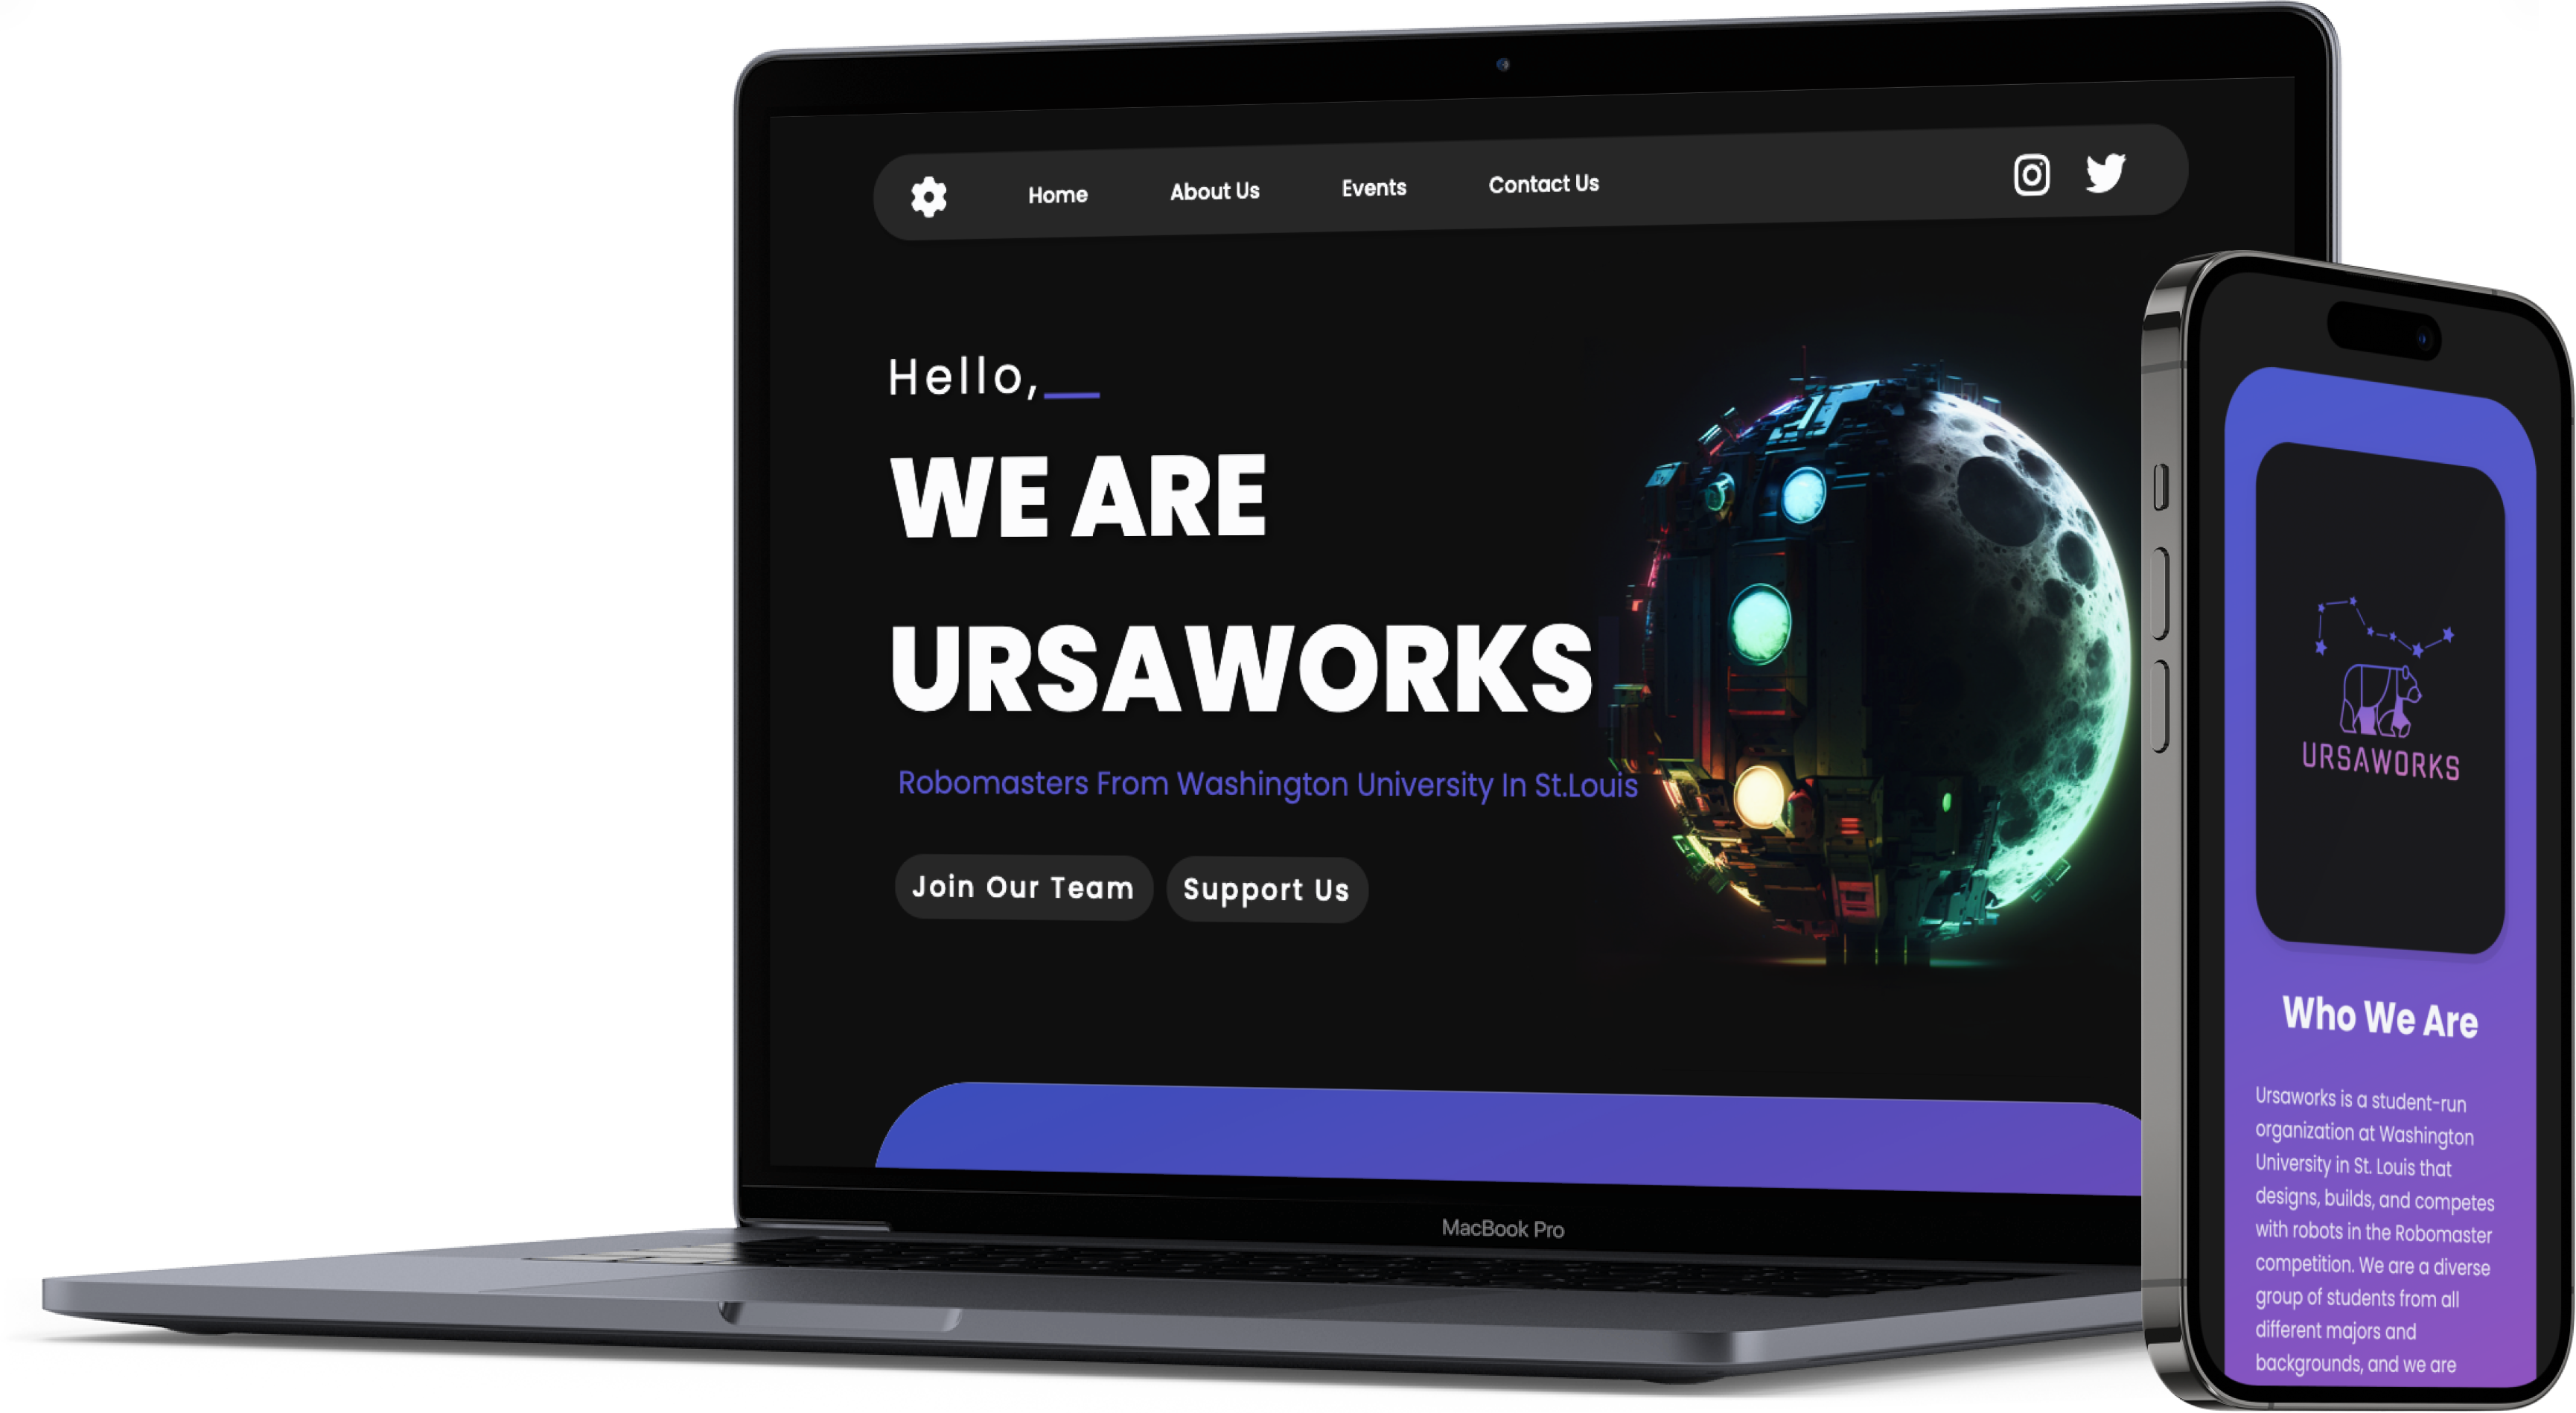 Home About Us Events Contact Us
Hello,
WE ARE
URSAWORKS
Robomasters From Washington University In St.Louis
Join Our Team Support Us
MacBook Pro
URSAWORKS
Who We Are
Ursaworks is a student-run
organization at Washington
University in St. Louis that
designs, builds, and competes
with robots in the Robomaster
competition. We are a diverse
group of students from all
different majors and
backgrounds, and we are